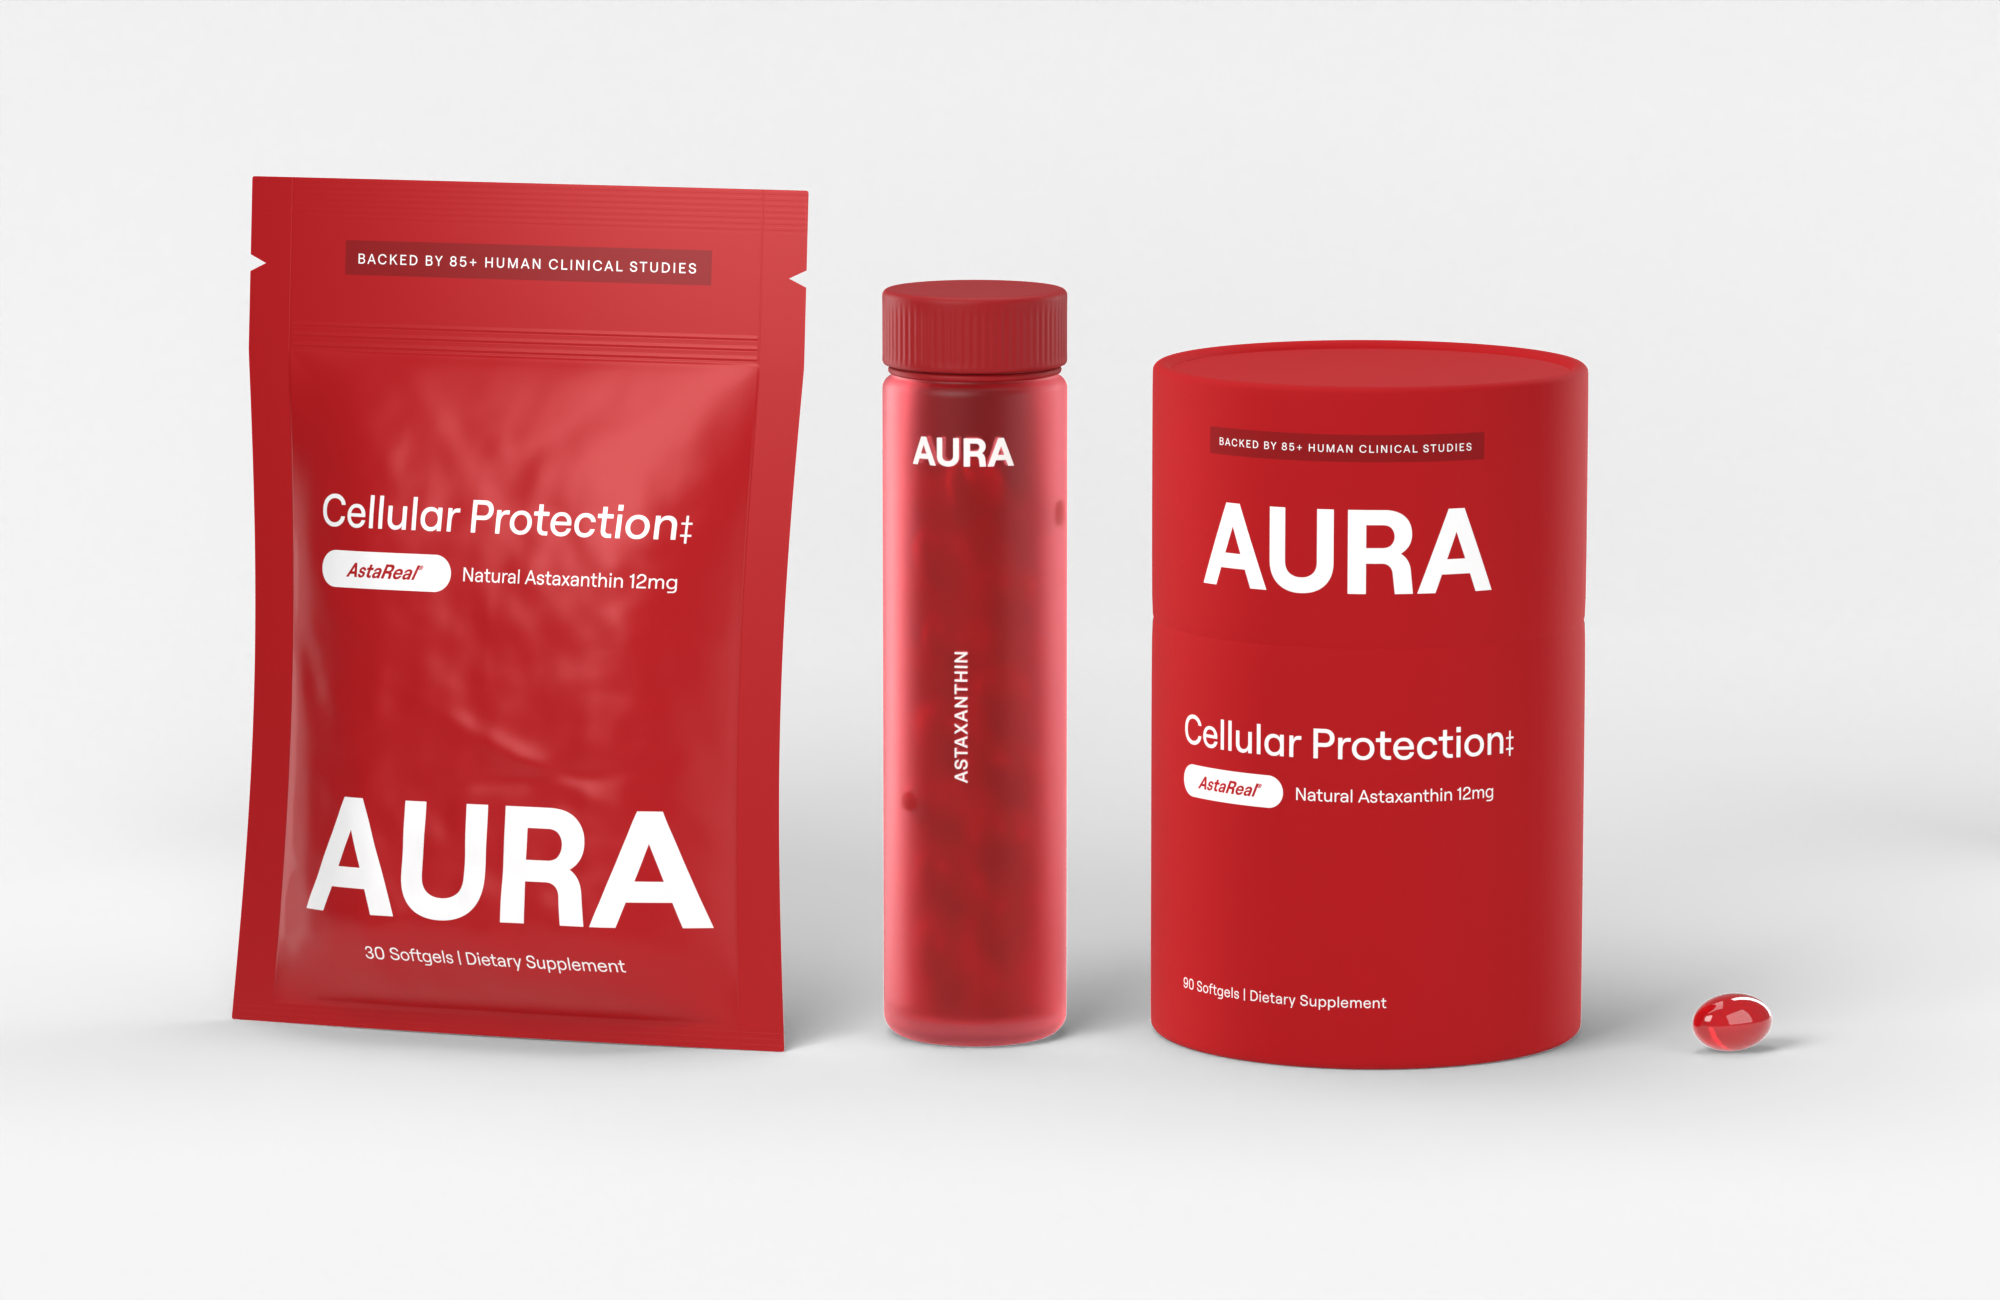 BACKED BY 85+ HUMAN CLINICAL STUDIES
Cellular Protection‡
AstaReal® Natural Astaxanthin 12mg
AURA
30 Softgels | Dietary Supplement
AURA
ASTAXANTHIN
BACKED BY 85+ HUMAN CLINICAL STUDIES
AURA
Cellular Protection‡
AstaReal® Natural Astaxanthin 12mg
90 Softgels | Dietary Supplement